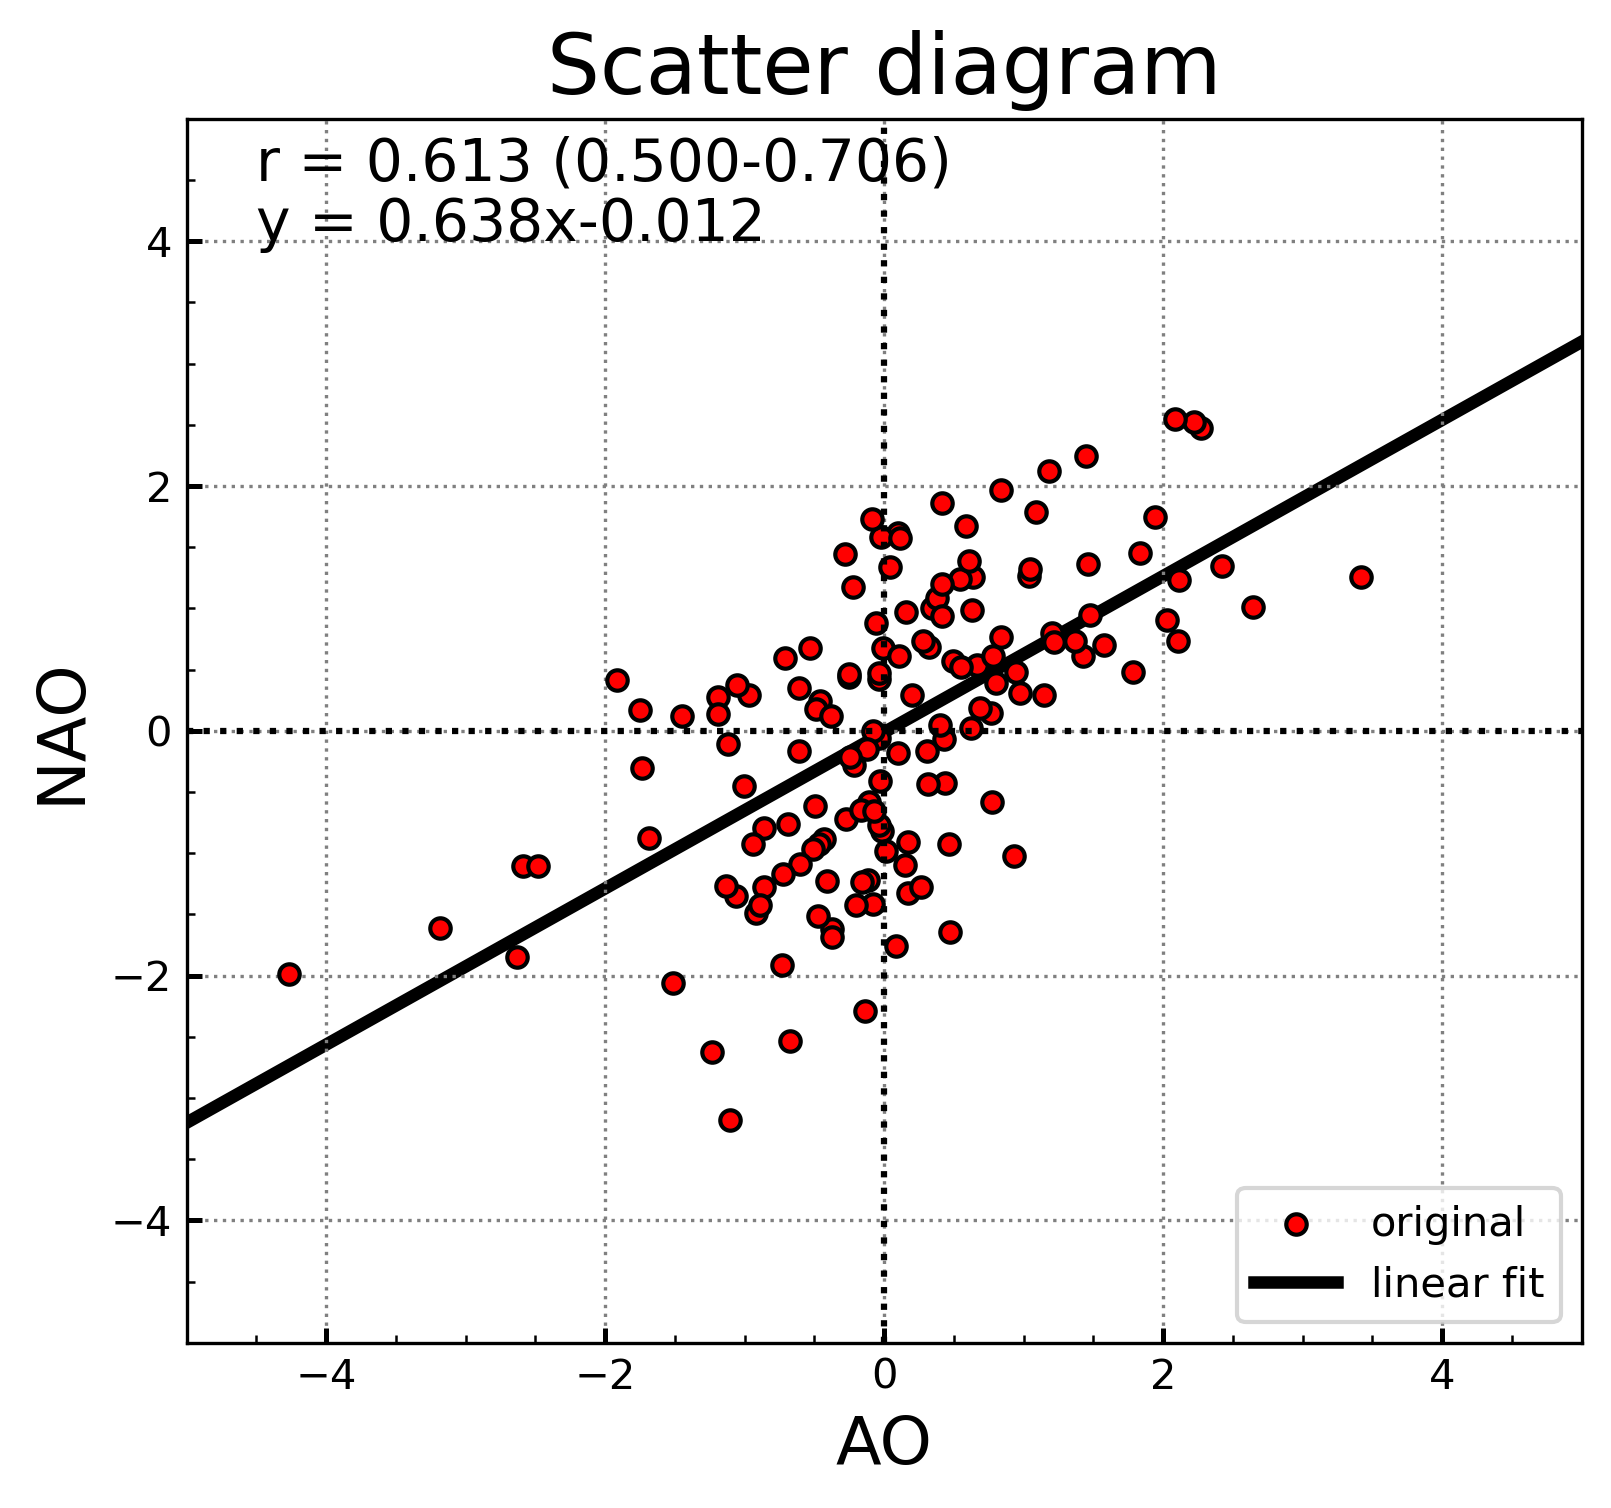 Scatter diagram
r = 0.613 (0.500-0.706)
y = 0.638x-0.012
4
2
0
−2
−4
NAO
original
linear fit
−4
−2
0
2
4
AO